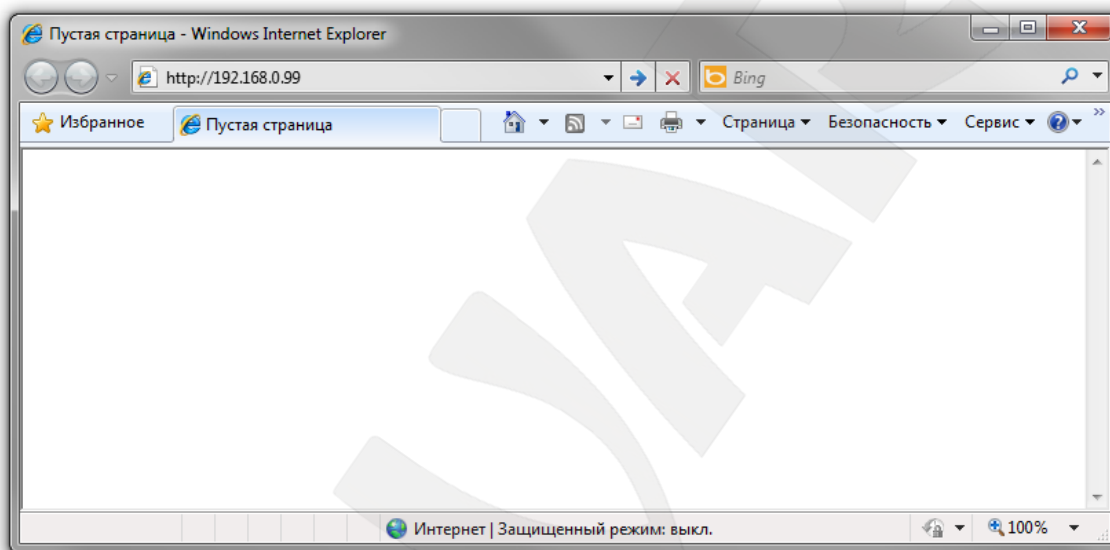 Пустая страница - Windows Internet Explorer
http://192.168.0.99 Bing
Избранное Пустая страница Страница Безопасность Сервис
Интернет | Защищенный режим: выкл. 100%